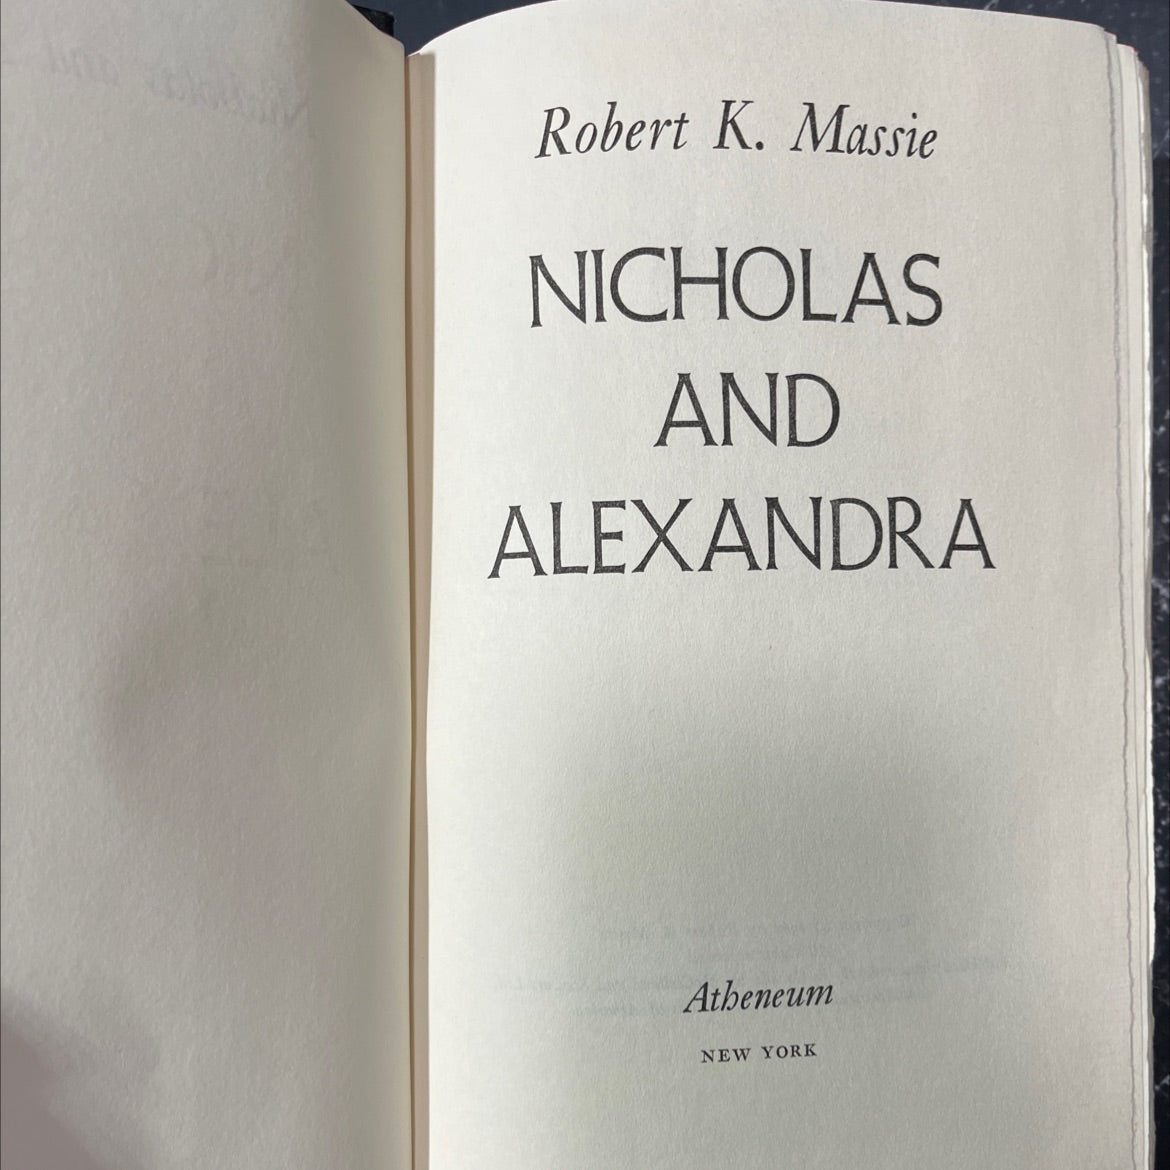 Robert K. Massie
NICHOLAS
AND
ALEXANDRA
Atheneum
NEW YORK